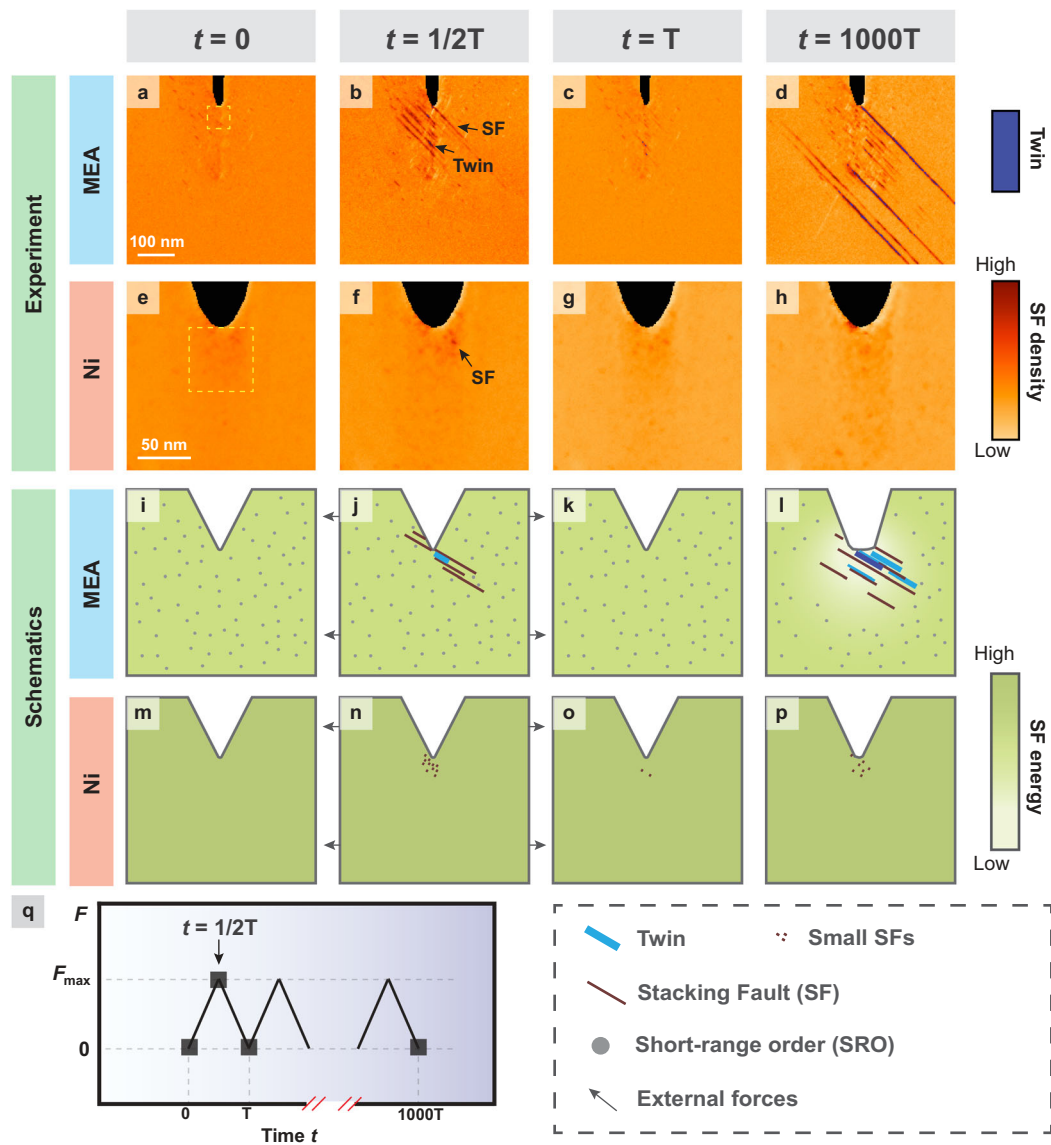 t = 0
t = 1/2T
t = T
t = 1000T
Experiment
MEA
a
b
c
d
SF
Twin
100 nm
Twin
Ni
e
f
g
h
SF
50 nm
High
SF density
Low
Schematics
MEA
i
j
k
l
Ni
m
n
o
p
High
SF energy
Low
q
F
t = 1/2T
Fmax
0
0
T
1000T
Time t
Twin
Small SFs
Stacking Fault (SF)
Short-range order (SRO)
External forces